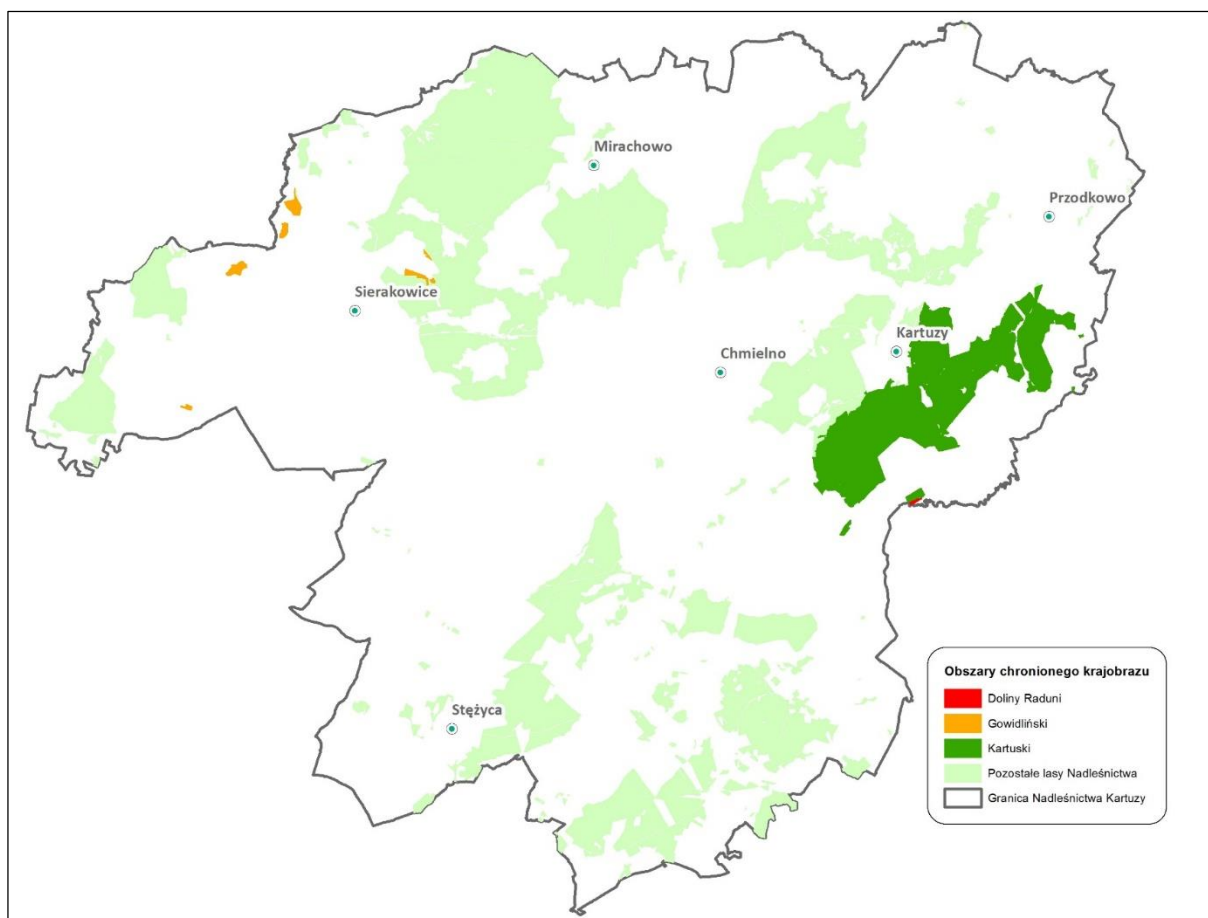 Mirachowo
Przodkowo
Sierakowice
Kartuzy
Chmielno
Stężyca
Obszary chronionego krajobrazu
Doliny Raduni
Gowidliński
Kartuski
Pozostałe lasy Nadleśnictwa
Granica Nadleśnictwa Kartuzy